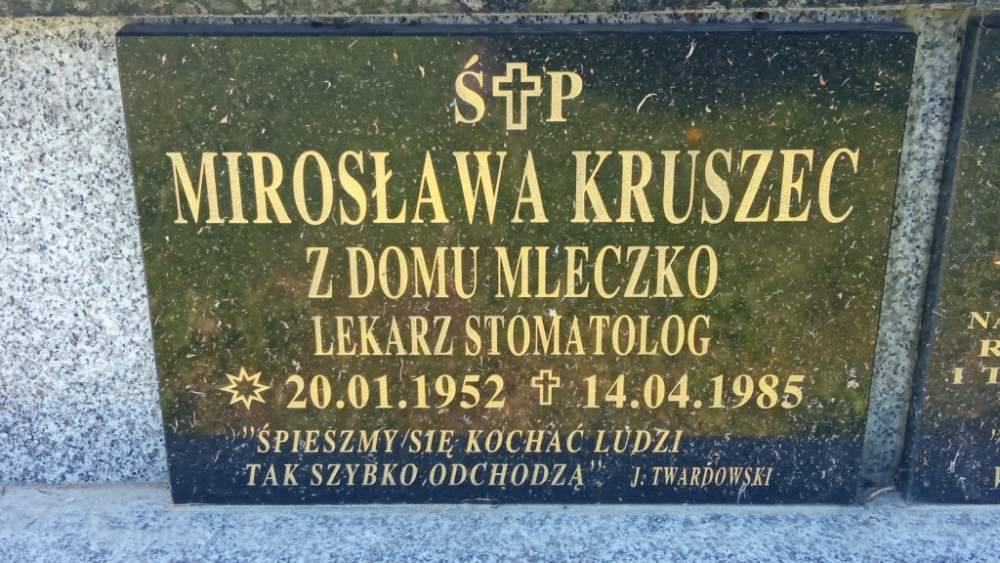 Ś✝P
MIROSŁAWA KRUSZEC
Z DOMU MLECZKO
LEKARZ STOMATOLOG
20.01.1952 ✝ 14.04.1985
"ŚPIESZMY SIĘ KOCHAĆ LUDZI
TAK SZYBKO ODCHODZĄ" J. TWARDOWSKI